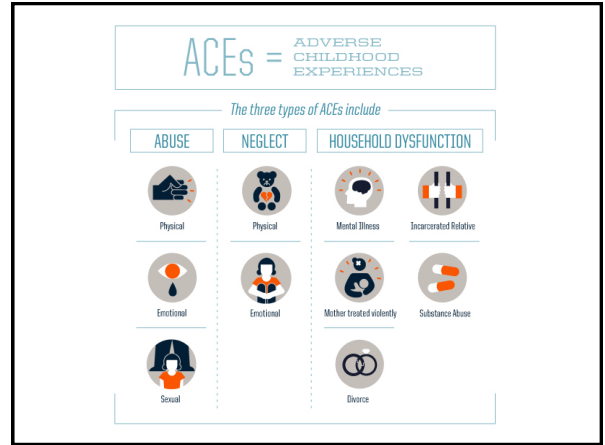 ACEs = ADVERSE
CHILDHOOD
EXPERIENCES
The three types of ACEs include
ABUSE
NEGLECT
HOUSEHOLD DYSFUNCTION
Physical
Physical
Mental Illness
Incarcerated Relative
Emotional
Emotional
Mother treated violently
Substance Abuse
Sexual
Divorce